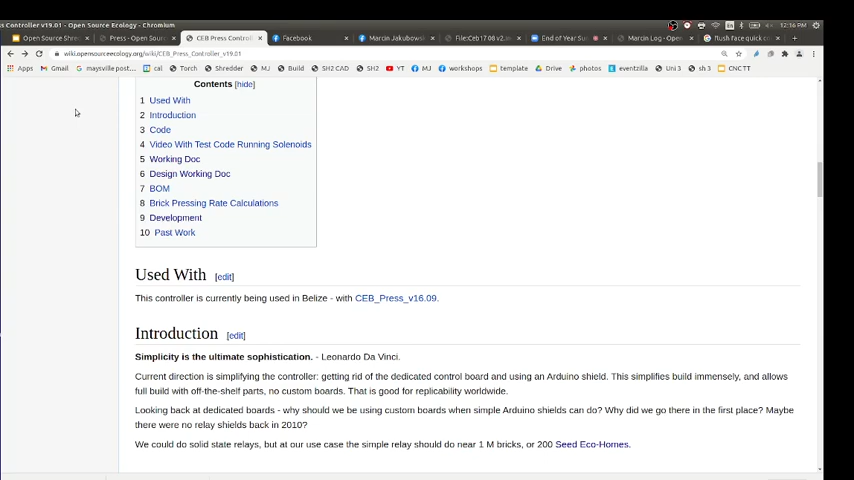 s Controller v19.01 - Open Source Ecology - Chromium
12:16 PM
Open Source Shre
Press - Open Sour
CEB Press Control
Facebook
Marcin Jakubowsk
File:Ceb17 08 v2.m
End of Year Sus
Marcin Log - Open
flush face quick c
wiki.opensourceecology.org/wiki/CEB_Press_Controller_v19.01
Apps Gmail maysville post... cal Torch Shredder MJ Build SH2 CAD SH2 YT MJ workshops template Drive photos eventzilla Uni 3 sh 3 CNC TT
Contents [hide]
1 Used With
2 Introduction
3 Code
4 Video With Test Code Running Solenoids
5 Working Doc
6 Design Working Doc
7 BOM
8 Brick Pressing Rate Calculations
9 Development
10 Past Work
Used With [edit]
This controller is currently being used in Belize - with CEB_Press_v16.09.
Introduction [edit]
Simplicity is the ultimate sophistication. - Leonardo Da Vinci.
Current direction is simplifying the controller: getting rid of the dedicated control board and using an Arduino shield. This simplifies build immensely, and allows
full build with off-the-shelf parts, no custom boards. That is good for replicability worldwide.
Looking back at dedicated boards - why should we be using custom boards when simple Arduino shields can do? Why did we go there in the first place? Maybe
there were no relay shields back in 2010?
We could do solid state relays, but at our use case the simple relay should do near 1 M bricks, or 200 Seed Eco-Homes.